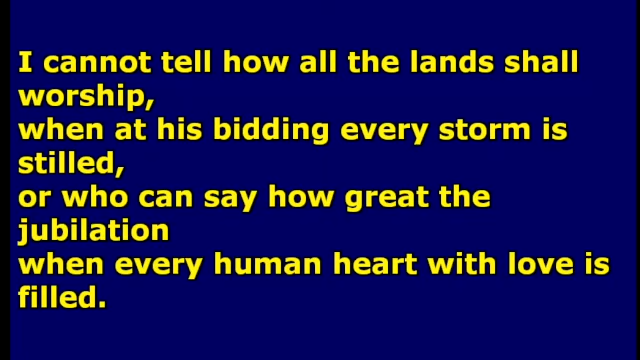 I cannot tell how all the lands shall
worship,
when at his bidding every storm is
stilled,
or who can say how great the
jubilation
when every human heart with love is
filled.